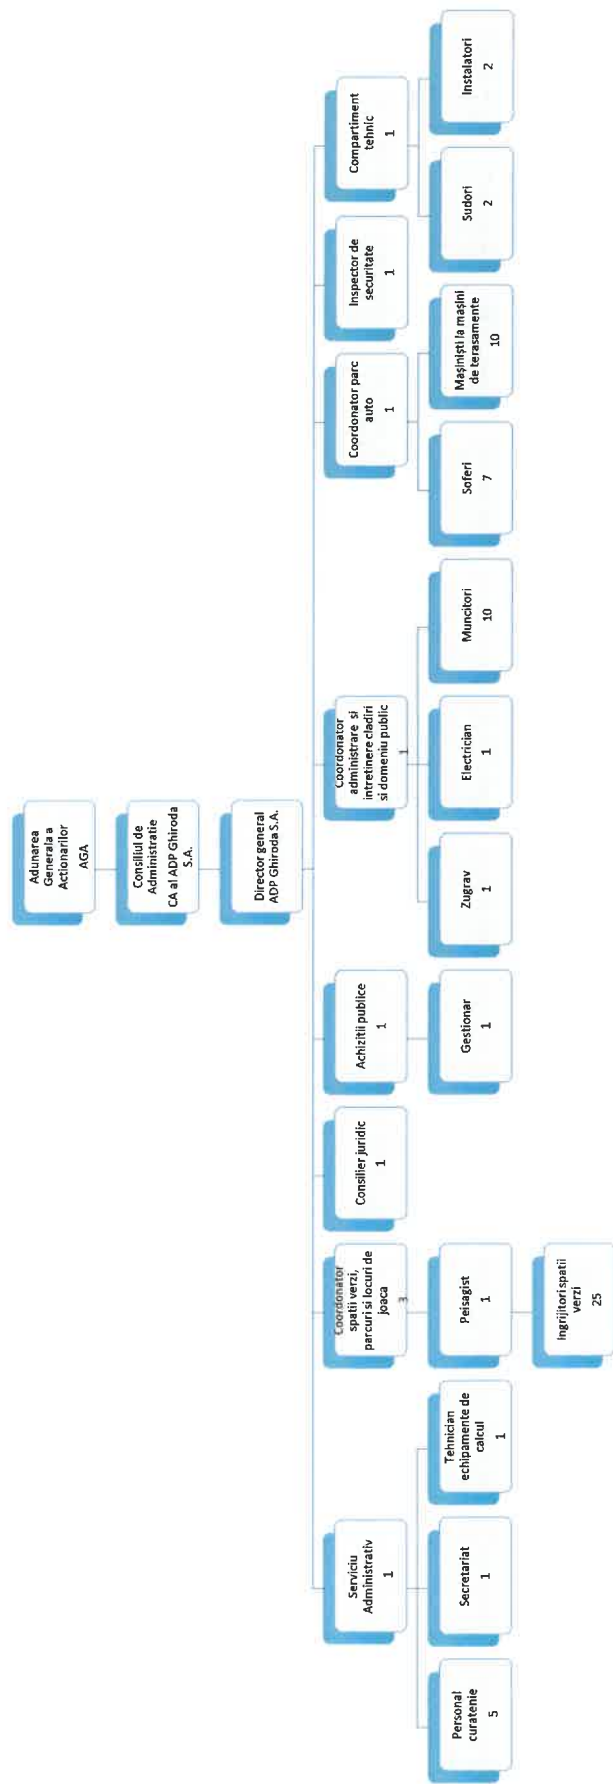 Adunarea
Generala a
Actionarilor
AGA
Consiliul de
Administratie
CA al ADP Ghiroda
S.A.
Director general
ADP Ghiroda S.A.
Serviciu
Administrativ
1
Coordonator
spatii verzi,
parcuri si locuri de
joaca
3
Consilier juridic
1
Achizitii publice
1
Coordonator
administrare si
intretinere cladiri
si domeniu public
1
Coordonator parc
auto
1
Inspector de
securitate
1
Compartiment
tehnic
1
Personal
curatenie
5
Secretariat
1
Tehnician
echipamente de
calcul
1
Peisagist
1
Gestionar
1
Zugrav
1
Electrician
1
Muncitori
10
Soferi
7
Mașiniști la mașini
de terasamente
10
Sudori
2
Instalatori
2
Ingrijitori spatii
verzi
25